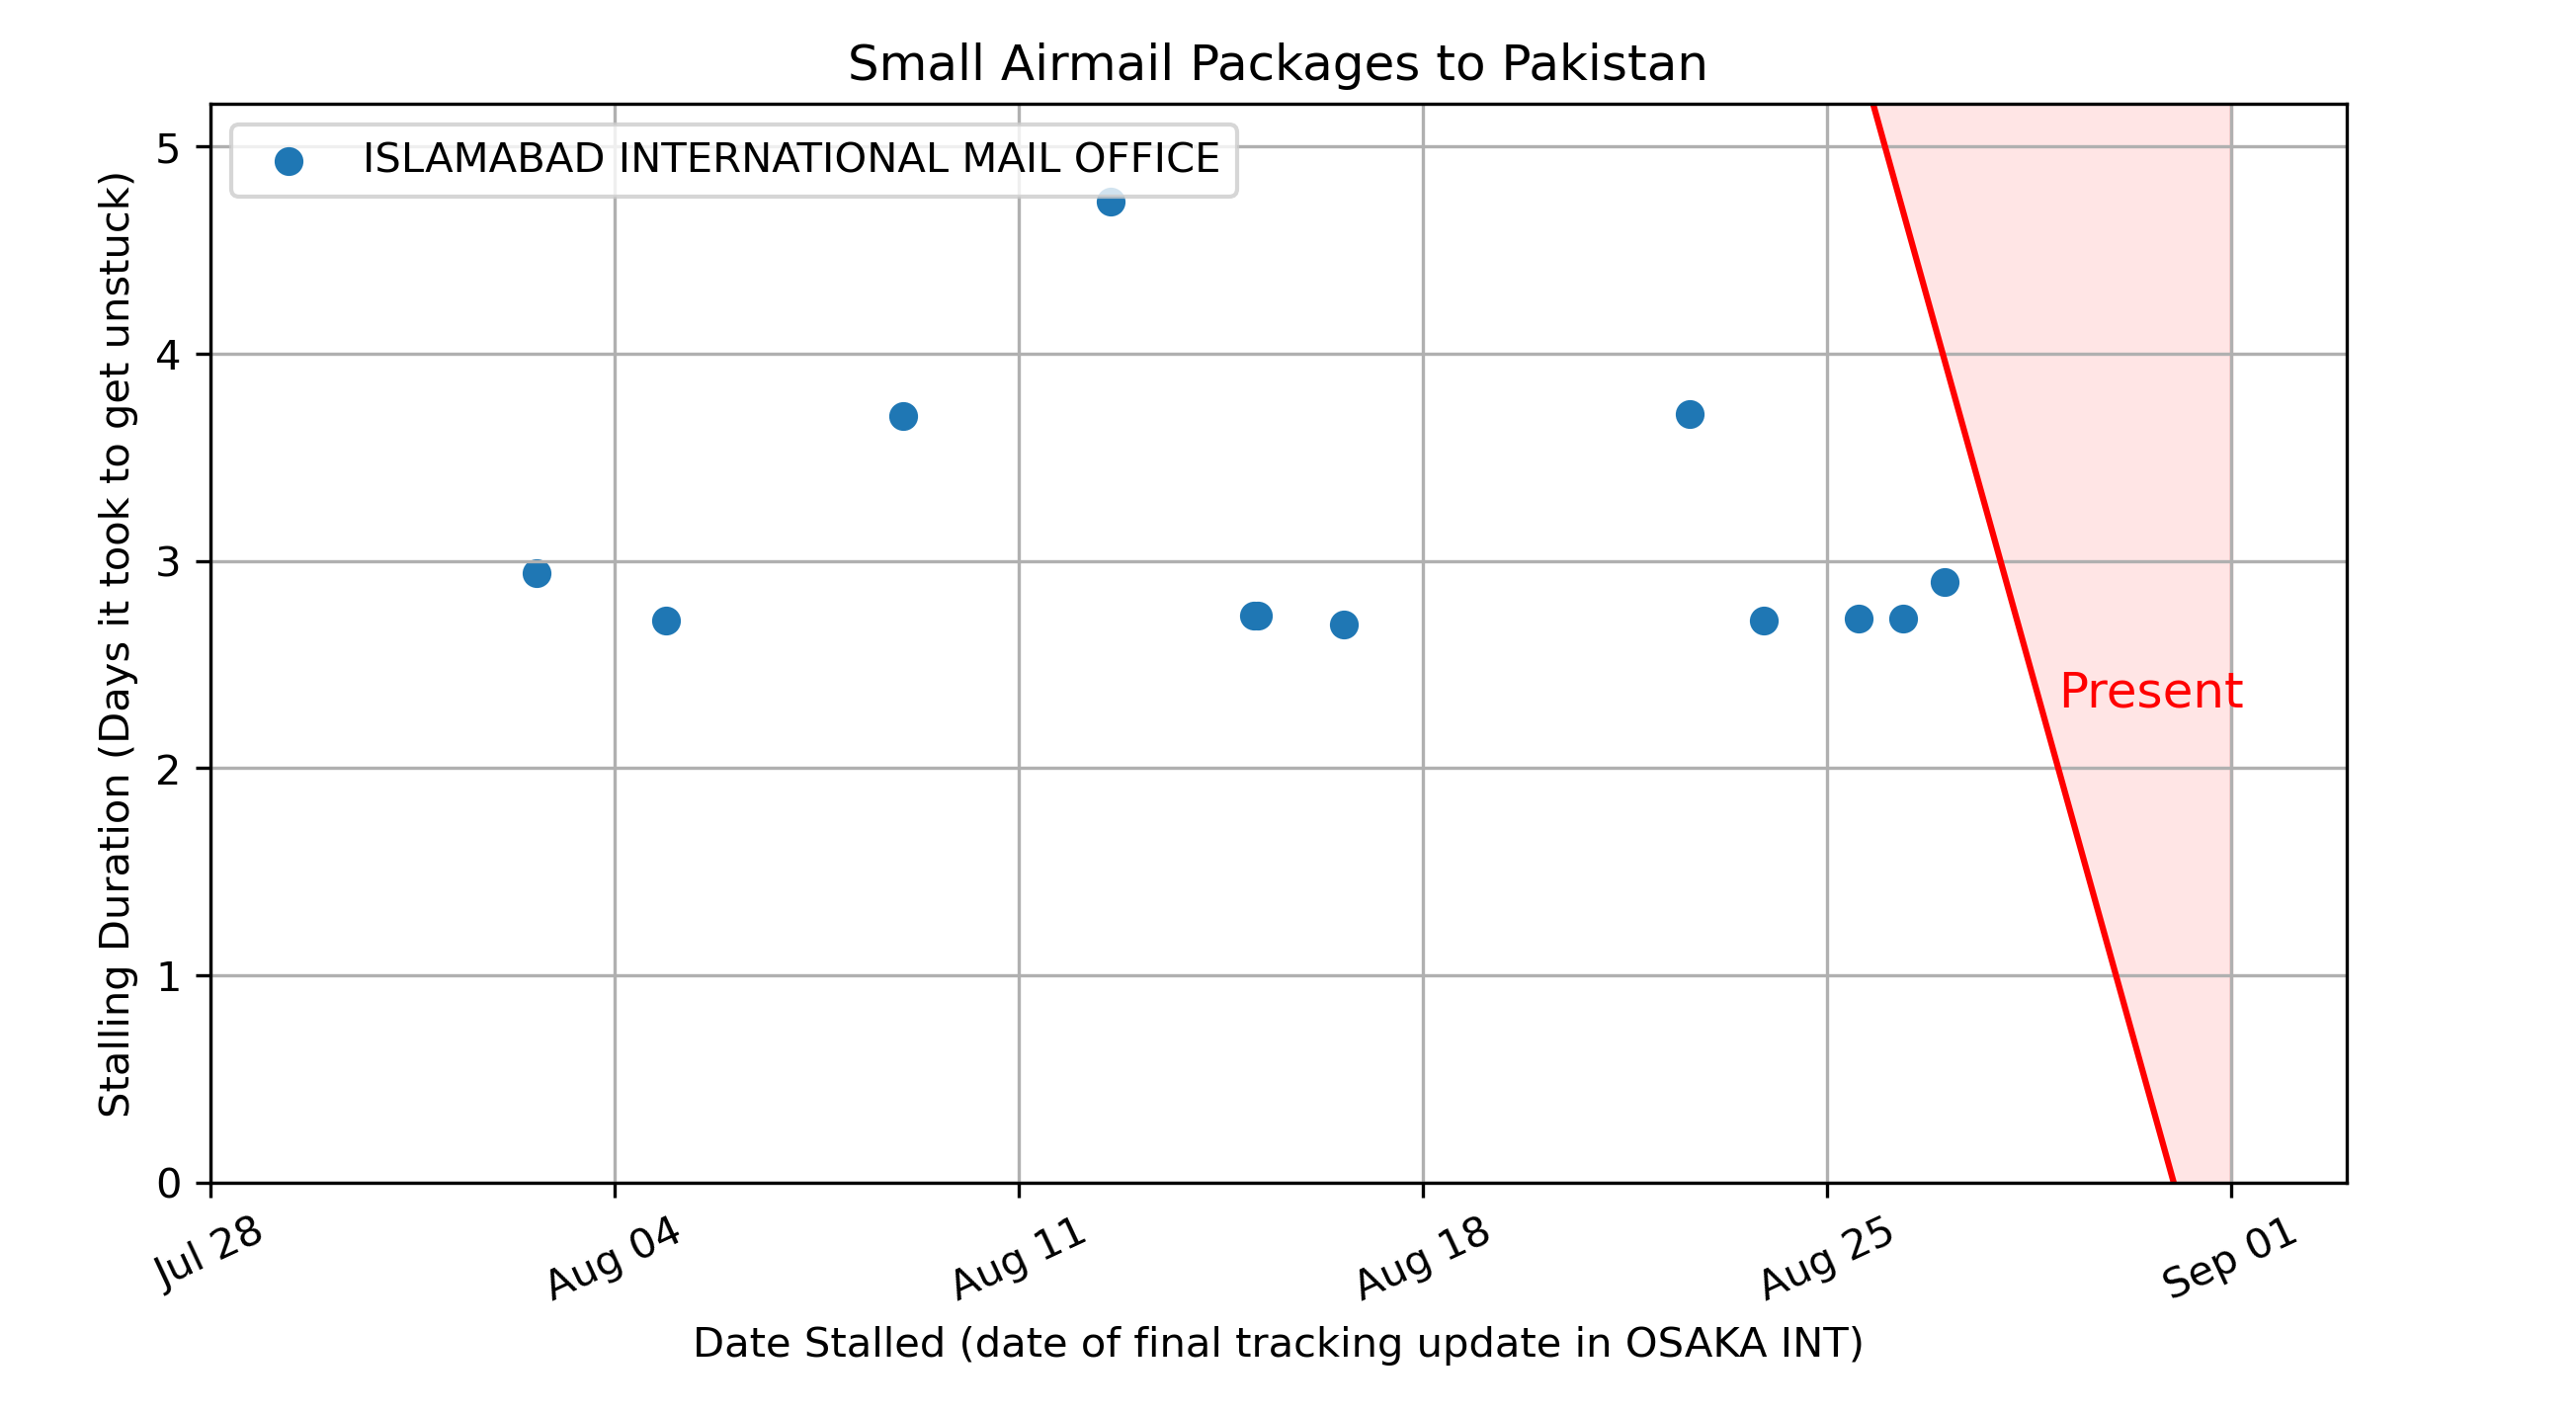 Small Airmail Packages to Pakistan
ISLAMABAD INTERNATIONAL MAIL OFFICE
Stalling Duration (Days it took to get unstuck)
5
4
3
2
1
0
Present
Jul 28
Aug 04
Aug 11
Aug 18
Aug 25
Sep 01
Date Stalled (date of final tracking update in OSAKA INT)